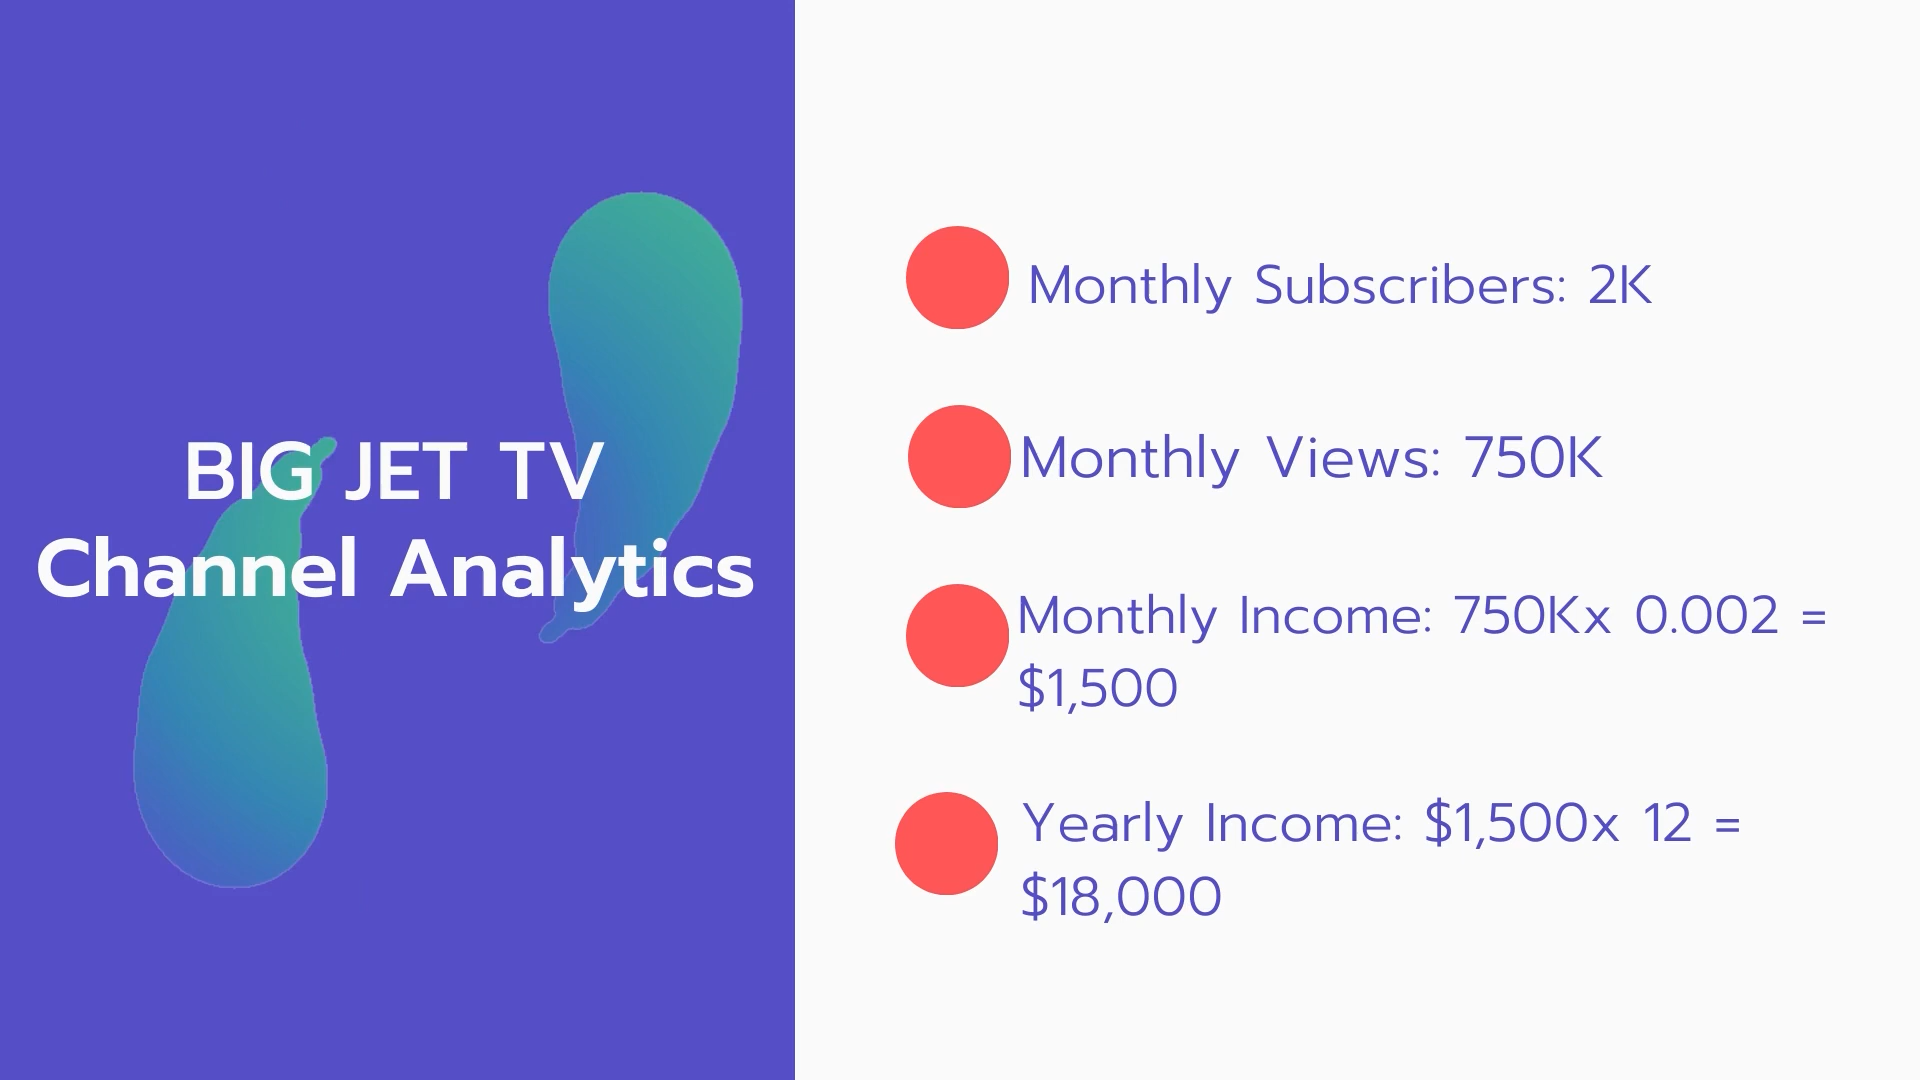 BIG JET TV
Channel Analytics
Monthly Subscribers: 2K
Monthly Views: 750K
Monthly Income: 750Kx 0.002 =
$1,500
Yearly Income: $1,500x 12 =
$18,000